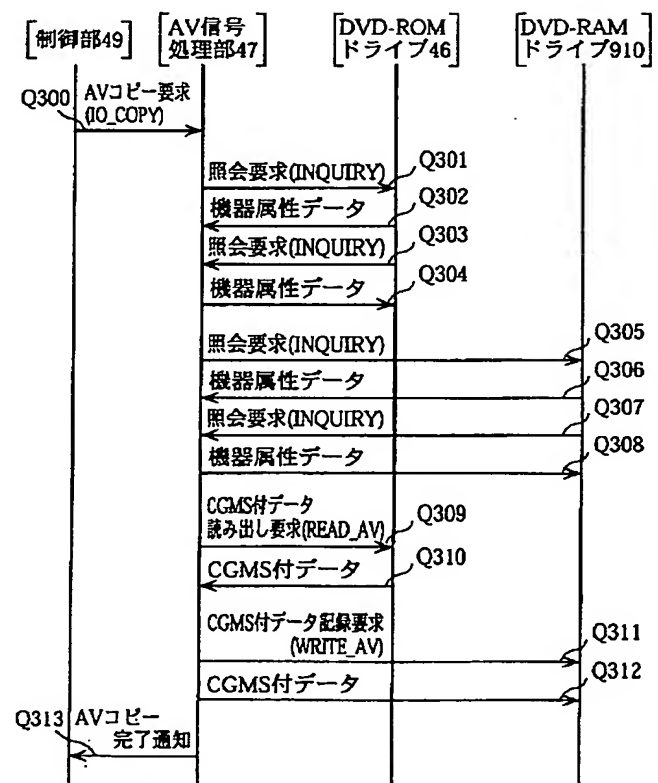 制御部49
AV信号
処理部47
DVD-ROM
ドライブ46
DVD-RAM
ドライブ910
Q300
AVコピー要求
(IO_COPY)
照会要求(INQUIRY)
Q301
機器属性データ
Q302
照会要求(INQUIRY)
Q303
機器属性データ
Q304
照会要求(INQUIRY)
Q305
機器属性データ
Q306
照会要求(INQUIRY)
Q307
機器属性データ
Q308
CGMS付データ
読み出し要求(READ_AV)
Q309
CGMS付データ
Q310
CGMS付データ記録要求
(WRITE_AV)
Q311
CGMS付データ
Q312
Q313
AVコピー
完了通知